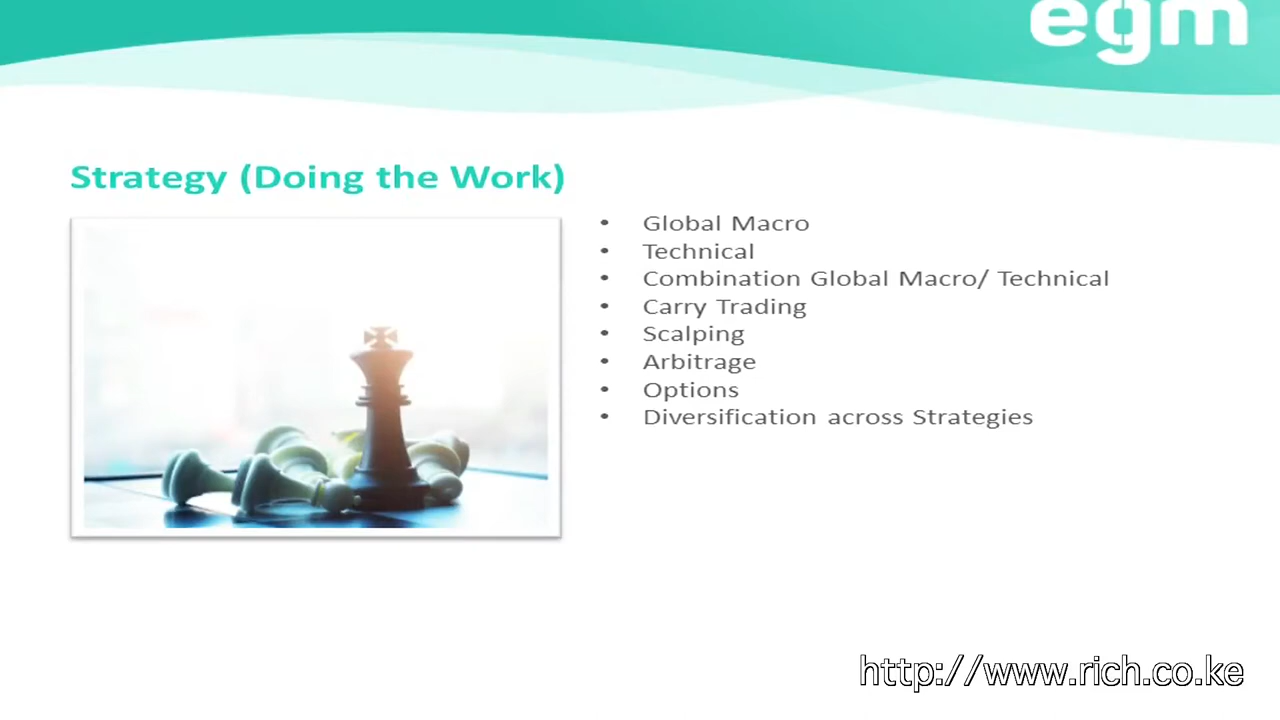 egm
Strategy (Doing the Work)
• Global Macro
• Technical
• Combination Global Macro/ Technical
• Carry Trading
• Scalping
• Arbitrage
• Options
• Diversification across Strategies
http://www.rich.co.ke